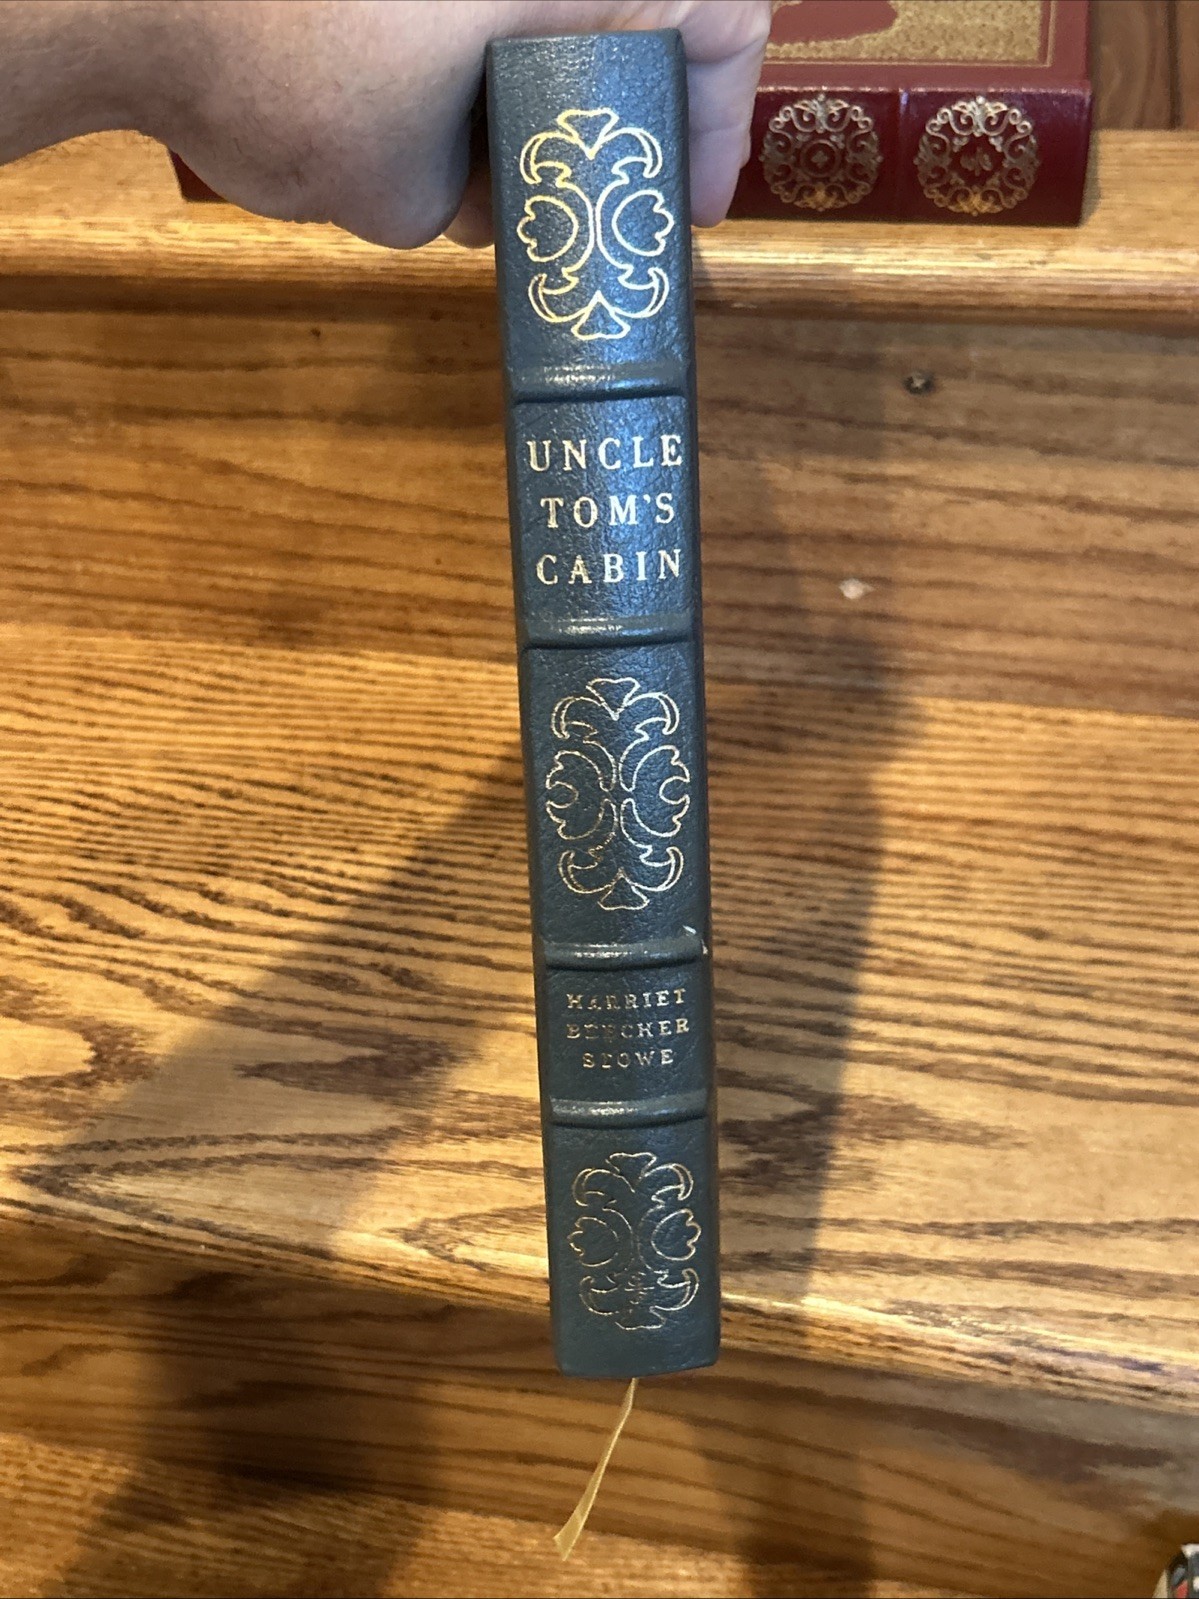 UNCLE
TOM'S
CABIN
HARRIET
BEECHER
STOWE